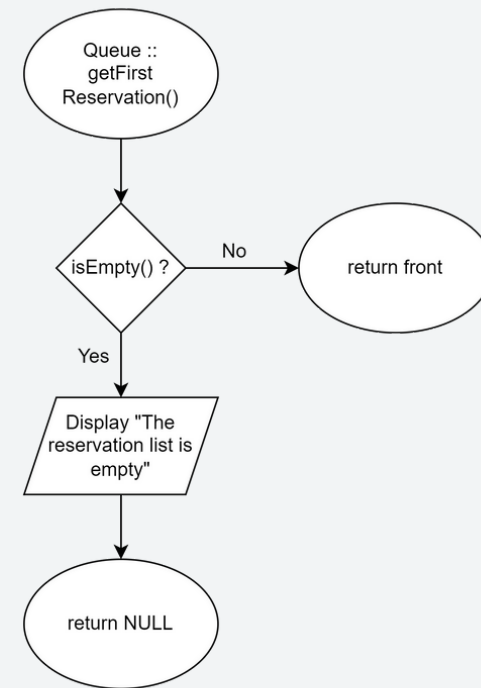 Queue ::
getFirst
Reservation()
isEmpty() ?
No
return front
Yes
Display "The
reservation list is
empty"
return NULL